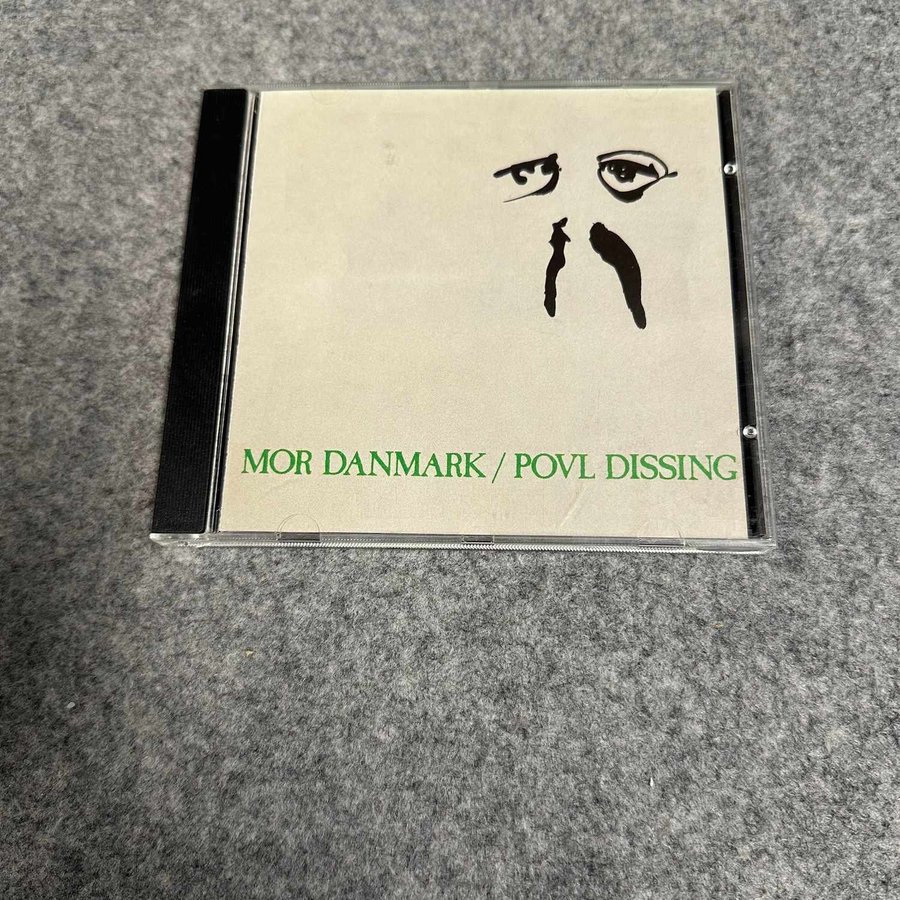 MOR DANMARK / POVL DISSING